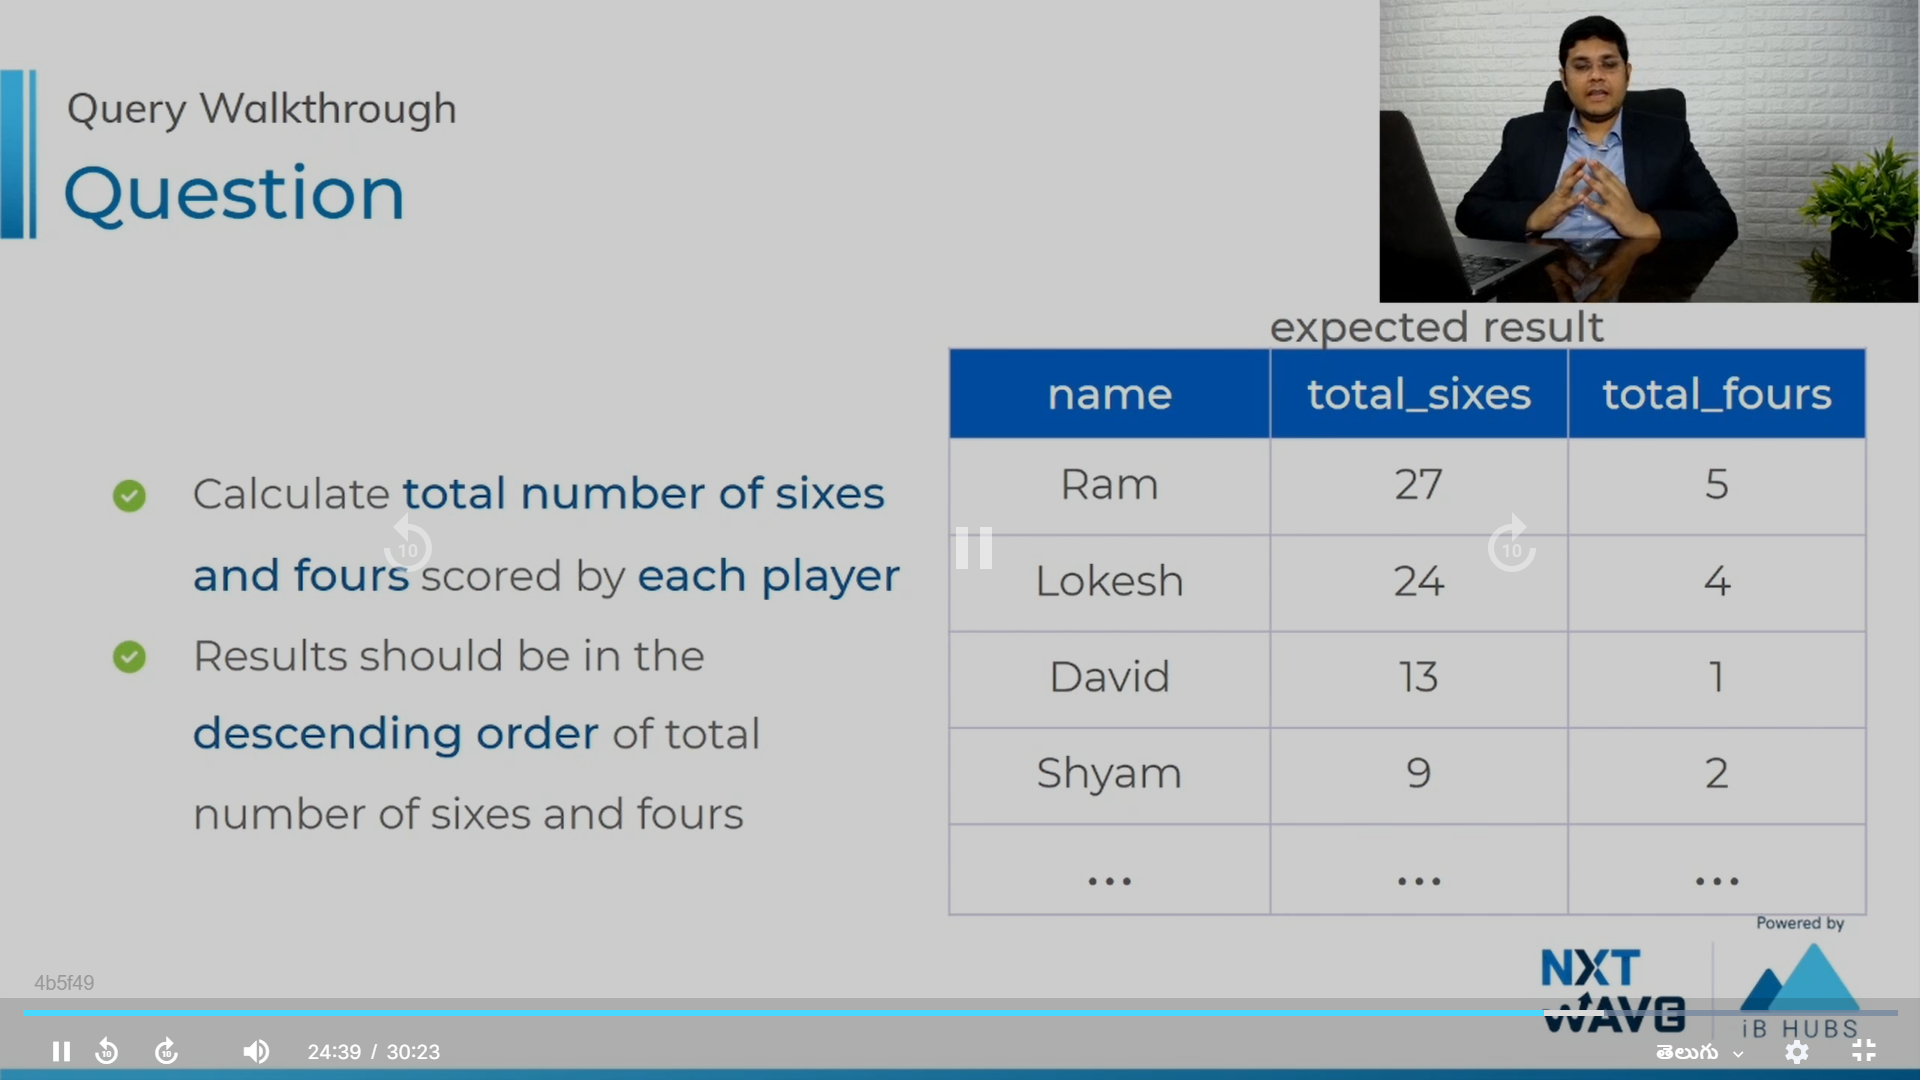 Query Walkthrough
Question
expected result
name total_sixes total_fours
Ram 27 5
Lokesh 24 4
David 13 1
Shyam 9 2
... ... ...
Calculate total number of sixes
and fours scored by each player
Results should be in the
descending order of total
number of sixes and fours
10
10
Powered by
NXT
WAVE
iB HUBS
4b5f49
10
10
24:39 / 30:23
తెలుగు